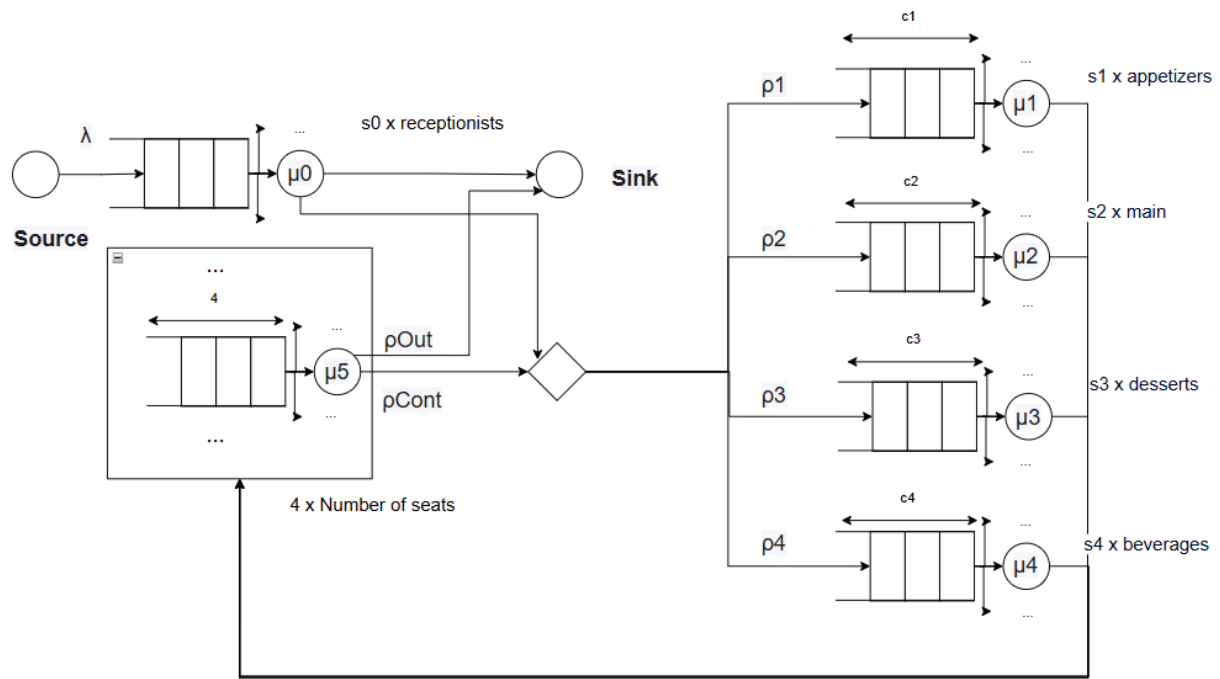 c1
ρ1
...
μ1
...
s1 x appetizers
λ
...
s0 x receptionists
μ0
...
Source
Sink
c2
ρ2
...
μ2
...
s2 x main
...
4
...
μ5
...
...
ρOut
ρCont
4 x Number of seats
c3
ρ3
...
μ3
...
s3 x desserts
c4
ρ4
...
μ4
...
s4 x beverages